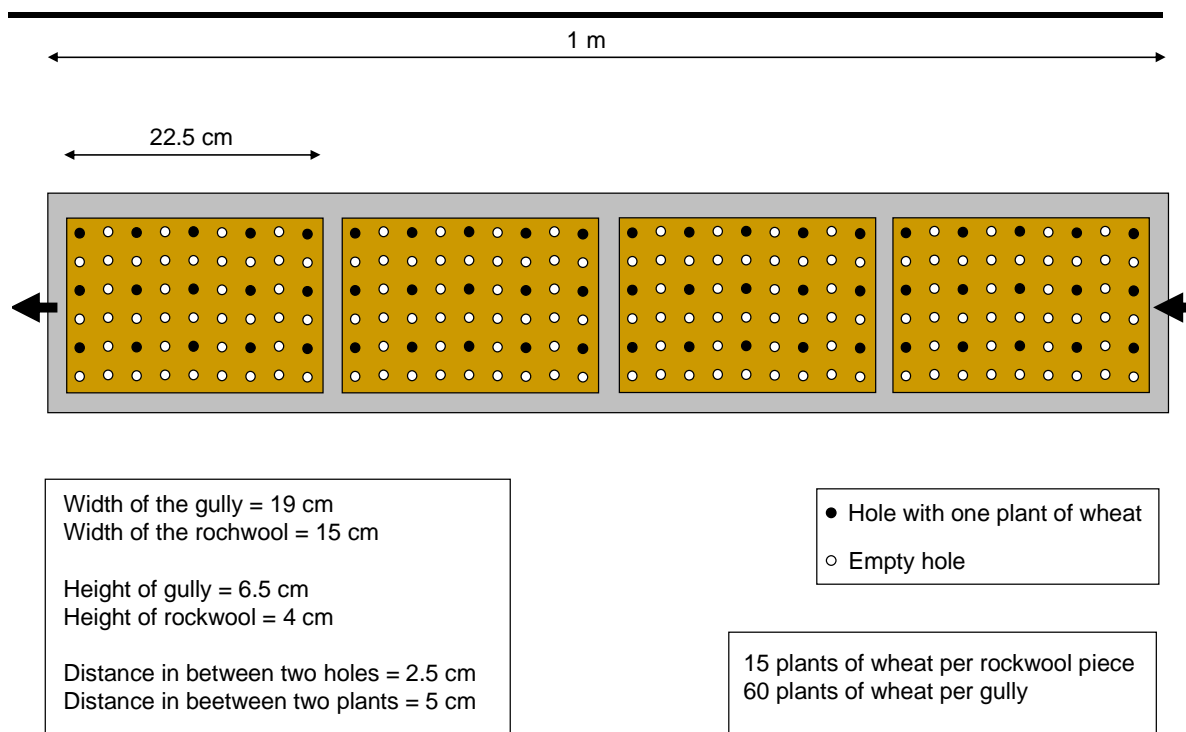 1 m
22.5 cm
Width of the gully = 19 cm
Width of the rochwool = 15 cm
Height of gully = 6.5 cm
Height of rockwool = 4 cm
Distance in between two holes = 2.5 cm
Distance in beetween two plants = 5 cm
Hole with one plant of wheat
Empty hole
15 plants of wheat per rockwool piece
60 plants of wheat per gully